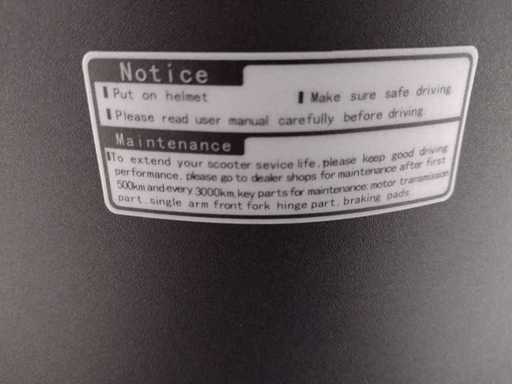 Notice
Put on helmet Make sure safe driving
Please read user manual carefully before driving.
Maintenance
To extend your scooter sevice life, please keep good driving
performance, please go to dealer shops for maintenance after first
500km and every 3000km, key parts for maintenance: motor transmission
part, single arm front fork hinge part, braking pads.